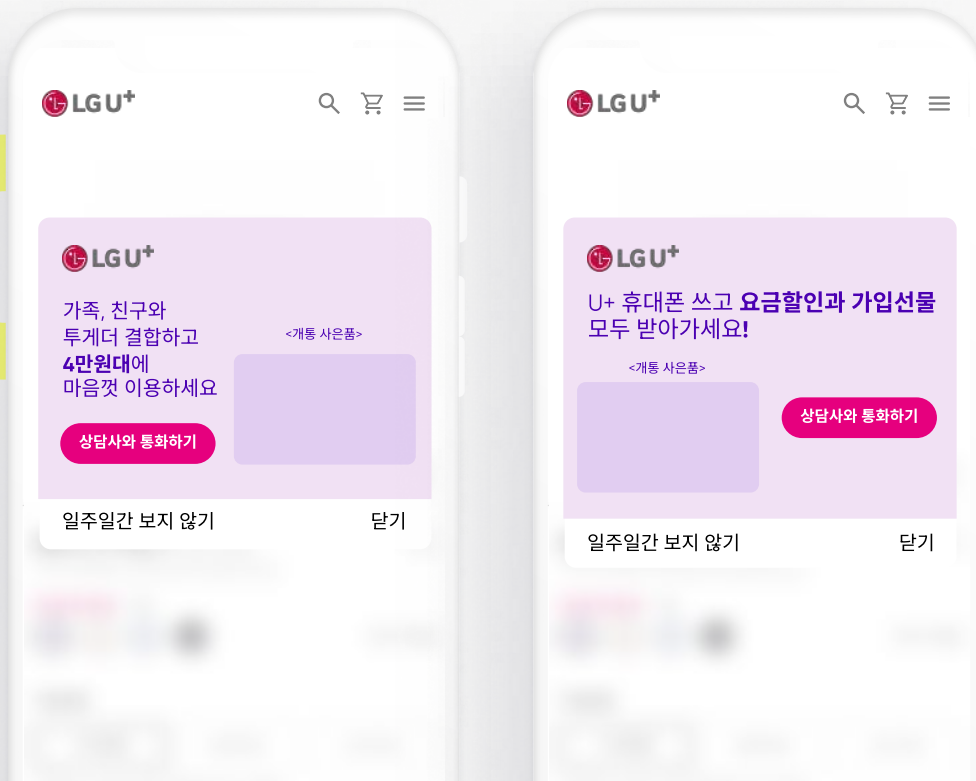 LG U+
LG U+
가족, 친구와
투게더 결합하고
4만원대에
마음껏 이용하세요
<개통 사은품>
상담사와 통화하기
일주일간 보지 않기
닫기
LG U+
LG U+
U+ 휴대폰 쓰고 요금할인과 가입선물
모두 받아가세요!
<개통 사은품>
상담사와 통화하기
일주일간 보지 않기
닫기